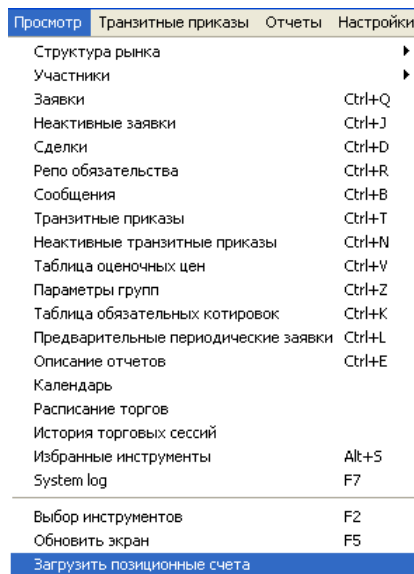 Просмотр Транзитные приказы Отчеты Настройки
Структура рынка
Участники
Заявки Ctrl+Q
Неактивные заявки Ctrl+J
Сделки Ctrl+D
Репо обязательства Ctrl+R
Сообщения Ctrl+B
Транзитные приказы Ctrl+T
Неактивные транзитные приказы Ctrl+N
Таблица оценочных цен Ctrl+V
Параметры групп Ctrl+Z
Таблица обязательных котировок Ctrl+K
Предварительные периодические заявки Ctrl+L
Описание отчетов Ctrl+E
Календарь
Расписание торгов
История торговых сессий
Избранные инструменты Alt+S
System log F7
Выбор инструментов F2
Обновить экран F5
Загрузить позиционные счета